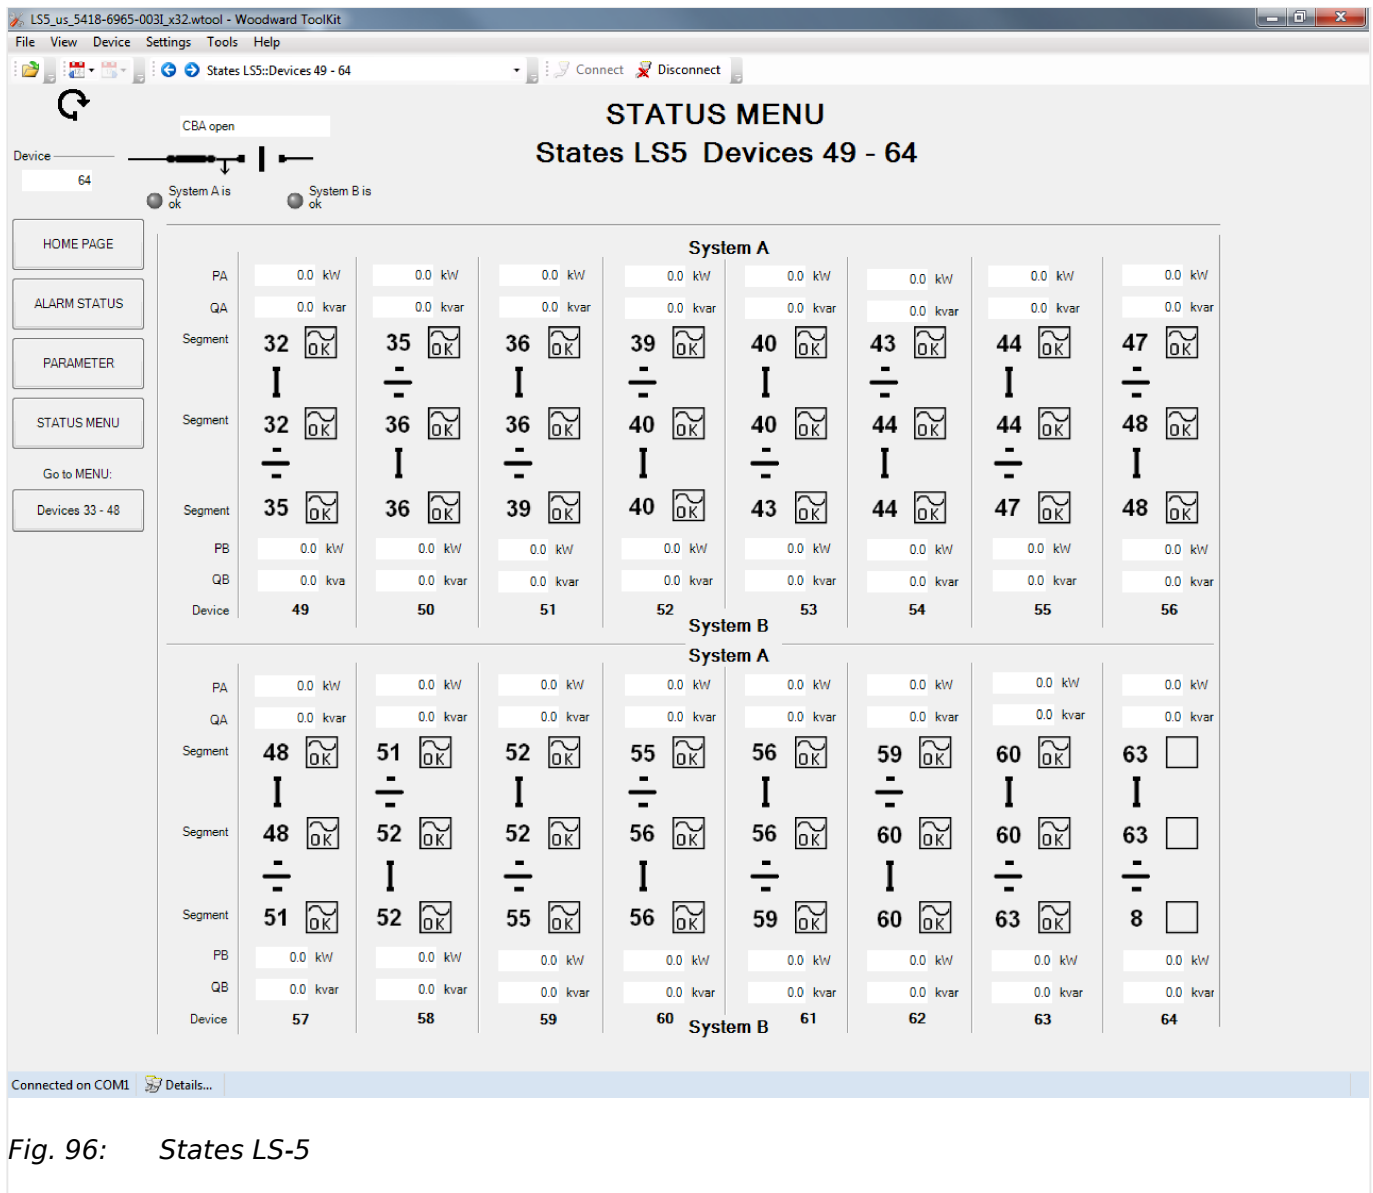 LS5_us_5418-6965-003I_x32.wtool - Woodward ToolKit
File View Device Settings Tools Help
States LS5::Devices 49 - 64 Connect Disconnect
STATUS MENU
States LS5 Devices 49 - 64
CBA open
Device
64
System A is ok
System B is ok
HOME PAGE
ALARM STATUS
PARAMETER
STATUS MENU
Go to MENU:
Devices 33 - 48
System A
PA 0.0 kW 0.0 kW 0.0 kW 0.0 kW 0.0 kW 0.0 kW 0.0 kW 0.0 kW
QA 0.0 kvar 0.0 kvar 0.0 kvar 0.0 kvar 0.0 kvar 0.0 kvar 0.0 kvar 0.0 kvar
Segment 32 OK 35 OK 36 OK 39 OK 40 OK 43 OK 44 OK 47 OK
Segment 32 OK 36 OK 36 OK 40 OK 40 OK 44 OK 44 OK 48 OK
Segment 35 OK 36 OK 39 OK 40 OK 43 OK 44 OK 47 OK 48 OK
PB 0.0 kW 0.0 kW 0.0 kW 0.0 kW 0.0 kW 0.0 kW 0.0 kW 0.0 kW
QB 0.0 kva 0.0 kvar 0.0 kvar 0.0 kvar 0.0 kvar 0.0 kvar 0.0 kvar 0.0 kvar
Device 49 50 51 52 53 54 55 56
System B
System A
PA 0.0 kW 0.0 kW 0.0 kW 0.0 kW 0.0 kW 0.0 kW 0.0 kW 0.0 kW
QA 0.0 kvar 0.0 kvar 0.0 kvar 0.0 kvar 0.0 kvar 0.0 kvar 0.0 kvar 0.0 kvar
Segment 48 OK 51 OK 52 OK 55 OK 56 OK 59 OK 60 OK 63
Segment 48 OK 52 OK 52 OK 56 OK 56 OK 60 OK 60 OK 63
Segment 51 OK 52 OK 55 OK 56 OK 59 OK 60 OK 63 OK 8
PB 0.0 kW 0.0 kW 0.0 kW 0.0 kW 0.0 kW 0.0 kW 0.0 kW 0.0 kW
QB 0.0 kvar 0.0 kvar 0.0 kvar 0.0 kvar 0.0 kvar 0.0 kvar 0.0 kvar 0.0 kvar
Device 57 58 59 60 61 62 63 64
System B
Connected on COM1 Details...
Fig. 96: States LS-5